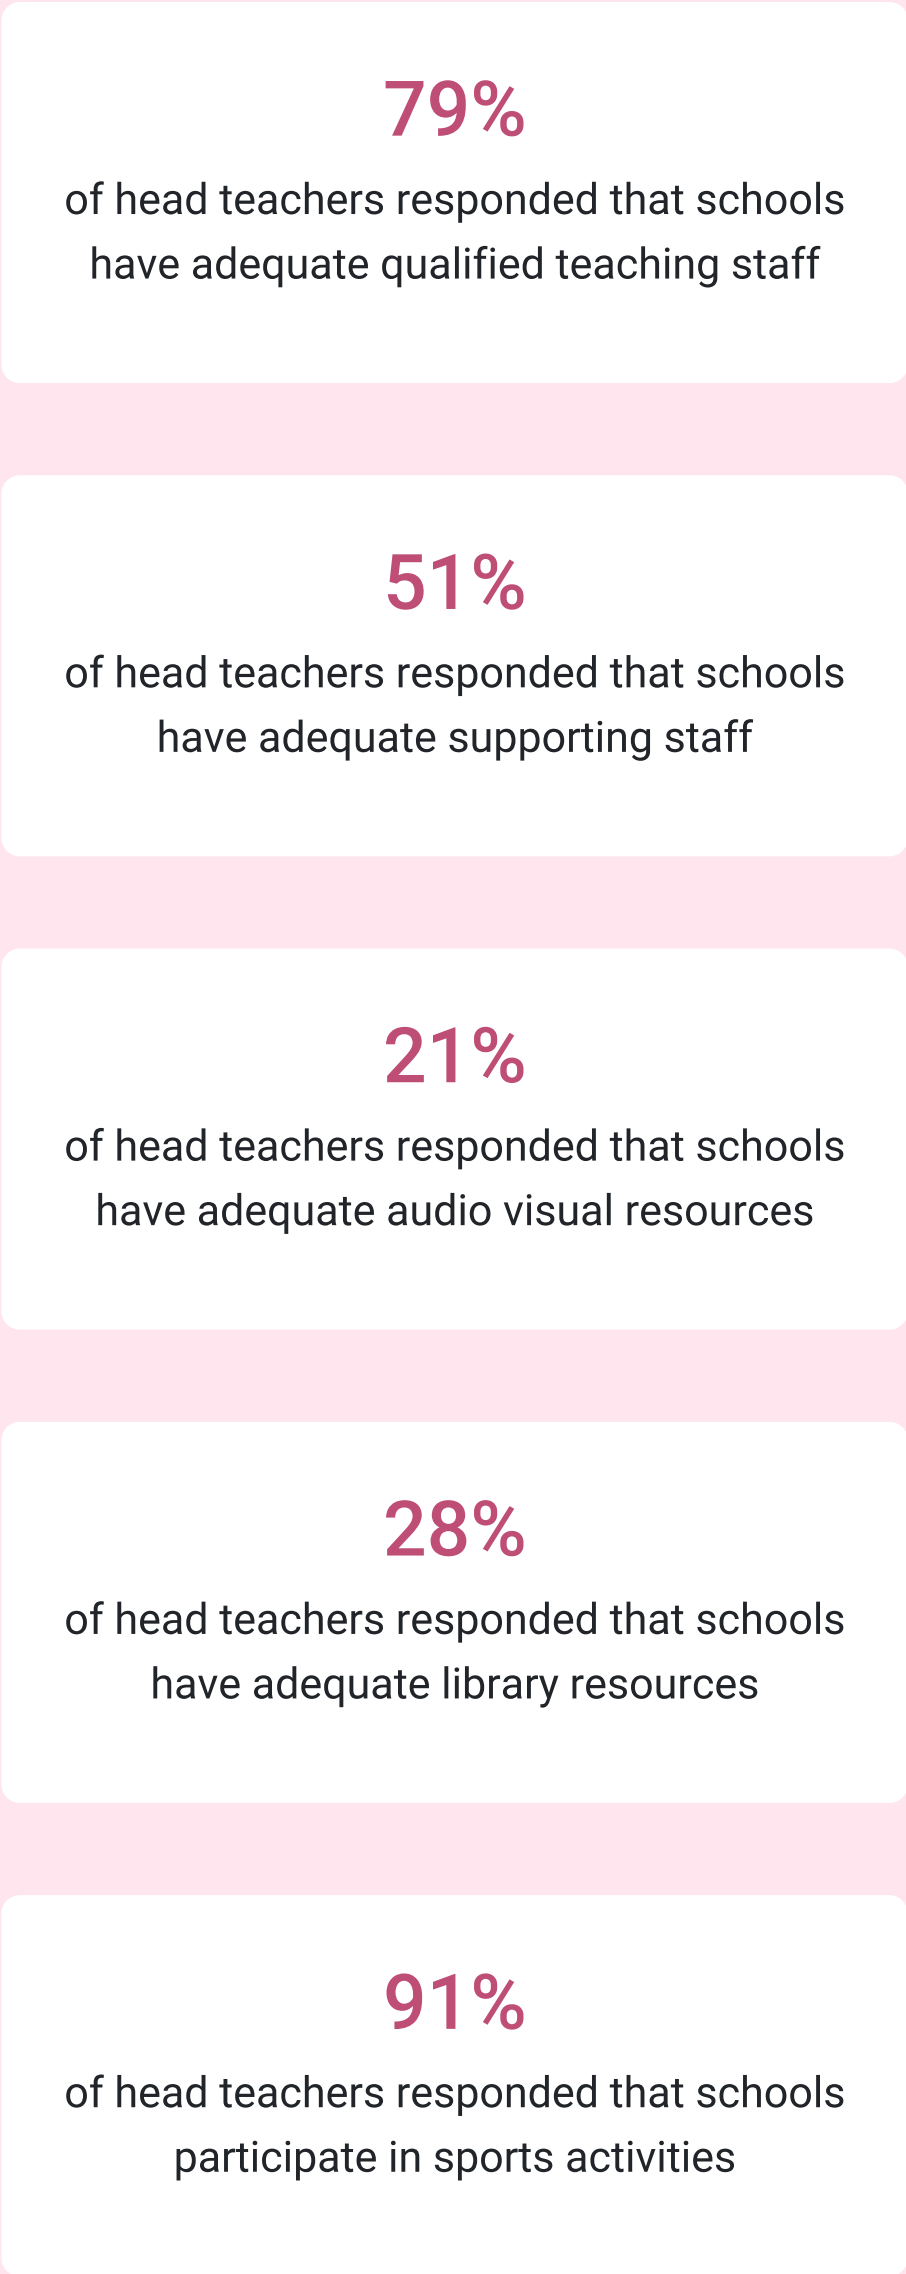 79%
of head teachers responded that schools
have adequate qualified teaching staff
51%
of head teachers responded that schools
have adequate supporting staff
21%
of head teachers responded that schools
have adequate audio visual resources
28%
of head teachers responded that schools
have adequate library resources
91%
of head teachers responded that schools
participate in sports activities